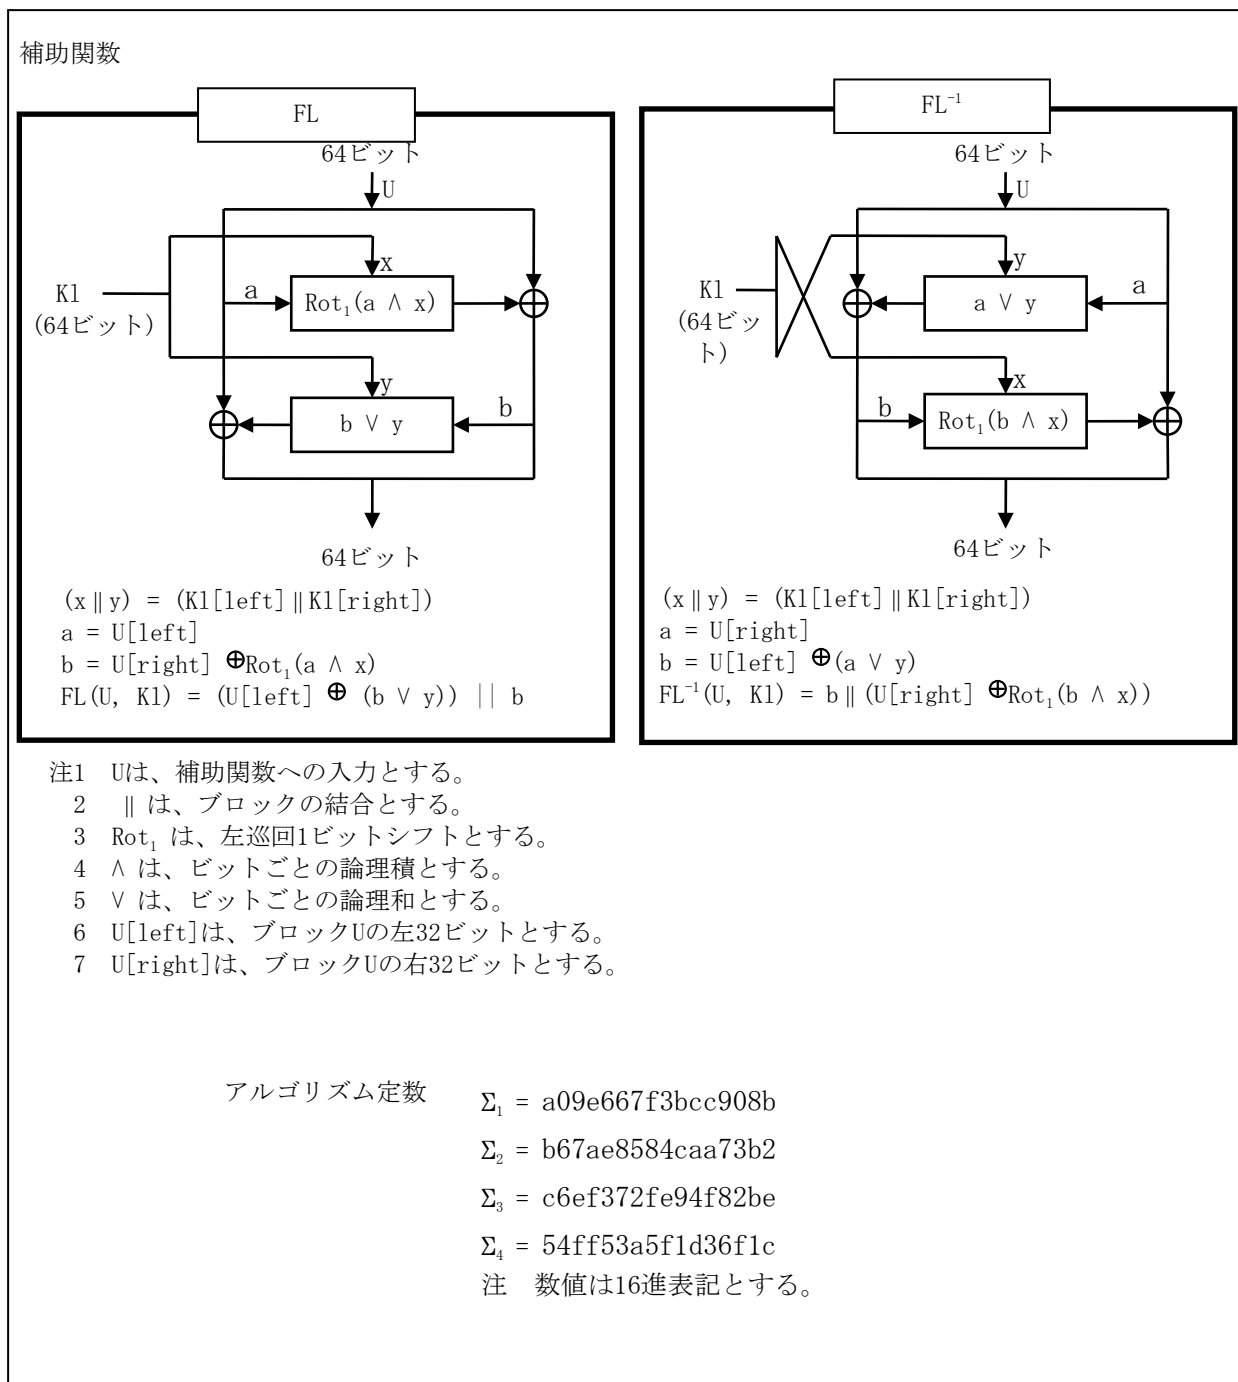 補助関数
FL
64ビット
U
x
a
Rot₁(a ∧ x)
Kl
(64ビット)
y
b ∨ y
b
64ビット
(x‖y) = (Kl[left]‖Kl[right])
a = U[left]
b = U[right] ⊕Rot₁(a ∧ x)
FL(U, Kl) = (U[left] ⊕ (b ∨ y)) || b
FL⁻¹
64ビット
U
y
a ∨ y
a
Kl
(64ビッ
ト)
x
b
Rot₁(b ∧ x)
64ビット
(x‖y) = (Kl[left]‖Kl[right])
a = U[right]
b = U[left] ⊕(a ∨ y)
FL⁻¹(U, Kl) = b‖(U[right] ⊕Rot₁(b ∧ x))
注1 Uは、補助関数への入力とする。
2 ‖は、ブロックの結合とする。
3 Rot₁ は、左巡回1ビットシフトとする。
4 ∧ は、ビットごとの論理積とする。
5 ∨ は、ビットごとの論理和とする。
6 U[left]は、ブロックUの左32ビットとする。
7 U[right]は、ブロックUの右32ビットとする。
アルゴリズム定数 Σ₁ = a09e667f3bcc908b
Σ₂ = b67ae8584caa73b2
Σ₃ = c6ef372fe94f82be
Σ₄ = 54ff53a5f1d36f1c
注 数値は16進表記とする。